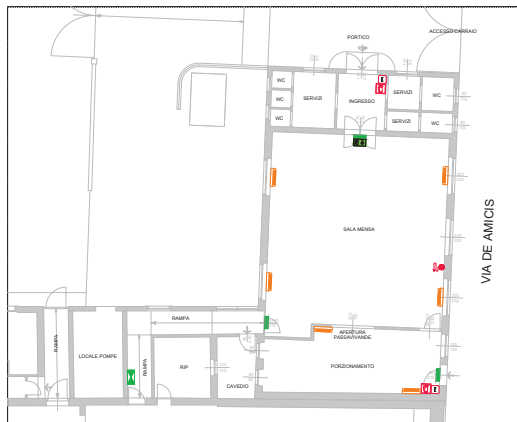 PORTICO
ACCESSO CARRAIO
WC
SERVIZI
SERVIZI
WC
WC
INGRESSO
WC
SERVIZI
WC
SALA MENSA
VIA DE AMICIS
RAMPA
APERTURA
PASSAVIVANDE
RAMPA
LOCALE POMPE
RAMPA
RIP
PORZIONAMENTO
CAVEDIO